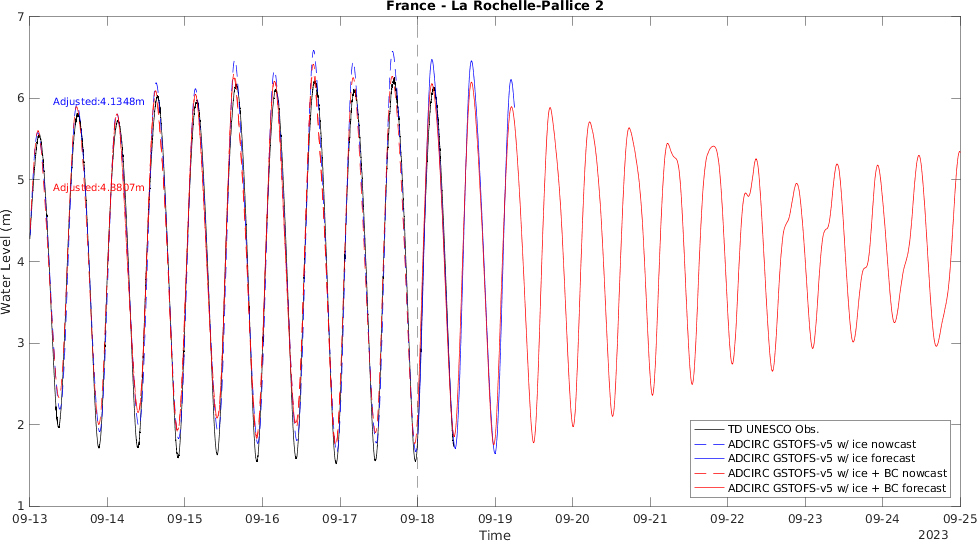 France - La Rochelle-Pallice 2
7
6
5
4
3
2
1
Water Level (m)
Adjusted:4.1348m
Adjusted:4.3807m
TD UNESCO Obs.
ADCIRC GSTOFS-v5 w/ ice nowcast
ADCIRC GSTOFS-v5 w/ ice forecast
ADCIRC GSTOFS-v5 w/ ice + BC nowcast
ADCIRC GSTOFS-v5 w/ ice + BC forecast
09-13 09-14 09-15 09-16 09-17 09-18 09-19 09-20 09-21 09-22 09-23 09-24 09-25
Time
2023